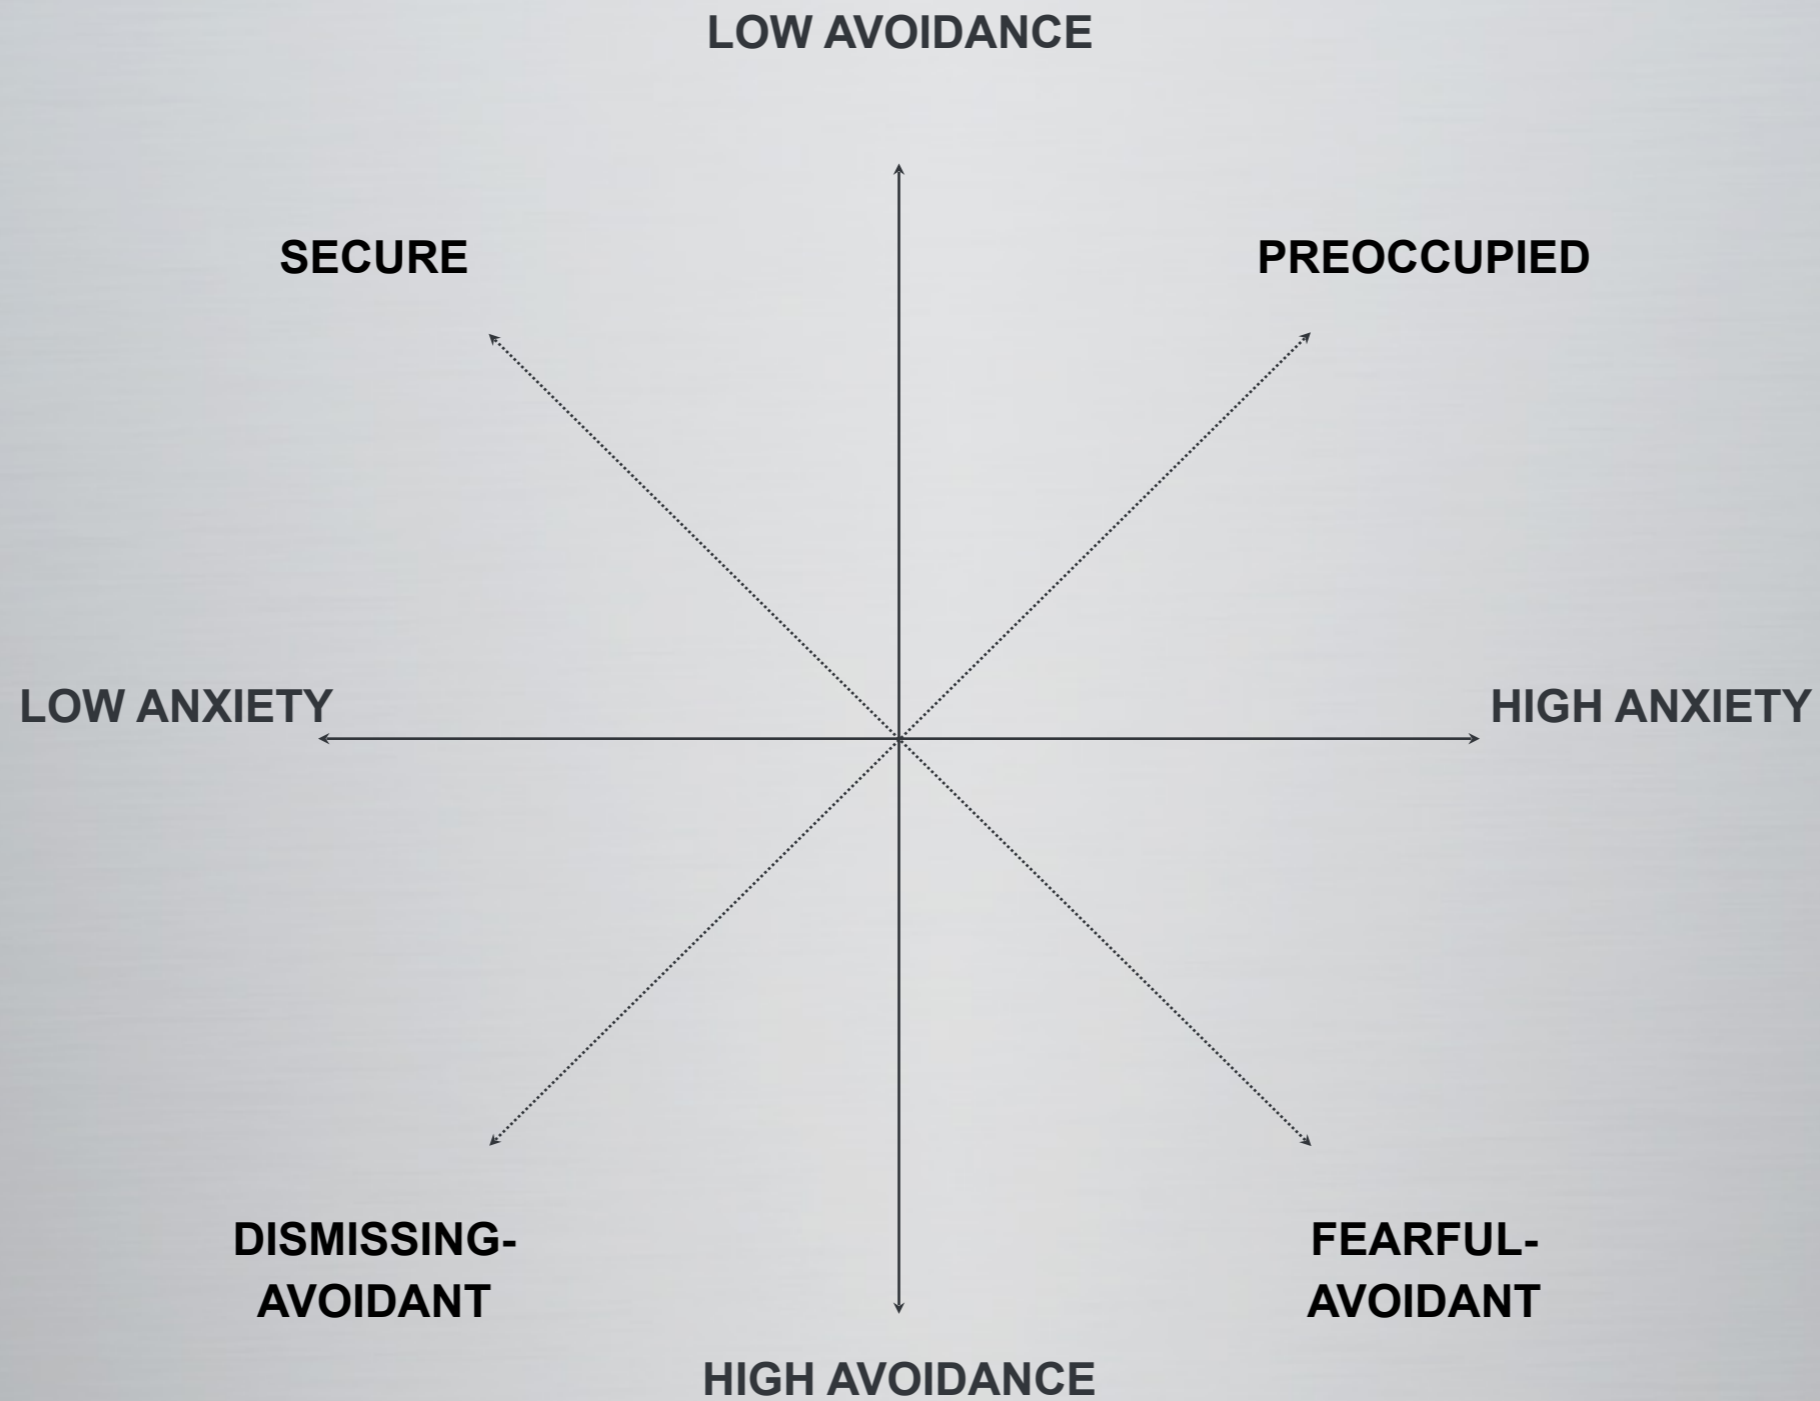 LOW AVOIDANCE
SECURE
PREOCCUPIED
LOW ANXIETY
HIGH ANXIETY
DISMISSING-
AVOIDANT
FEARFUL-
AVOIDANT
HIGH AVOIDANCE